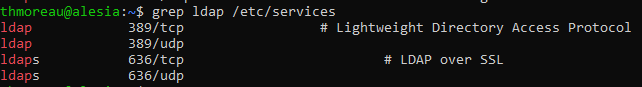 thmoreau@alesia:~$ grep ldap /etc/services
ldap 389/tcp # Lightweight Directory Access Protocol
ldap 389/udp
ldaps 636/tcp # LDAP over SSL
ldaps 636/udp